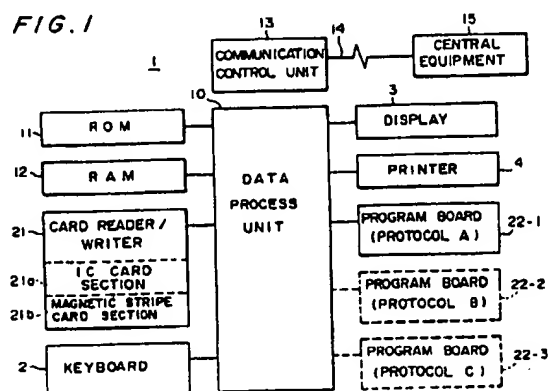 FIG. 1
1
13
COMMUNICATION
CONTROL UNIT
14
15
CENTRAL
EQUIPMENT
10
DATA
PROCESS
UNIT
11
ROM
12
RAM
21
CARD READER/
WRITER
21a
IC CARD
SECTION
21b
MAGNETIC STRIPE
CARD SECTION
2
KEYBOARD
3
DISPLAY
PRINTER
4
PROGRAM BOARD
(PROTOCOL A)
22-1
PROGRAM BOARD
(PROTOCOL B)
22-2
PROGRAM BOARD
(PROTOCOL C)
22-3